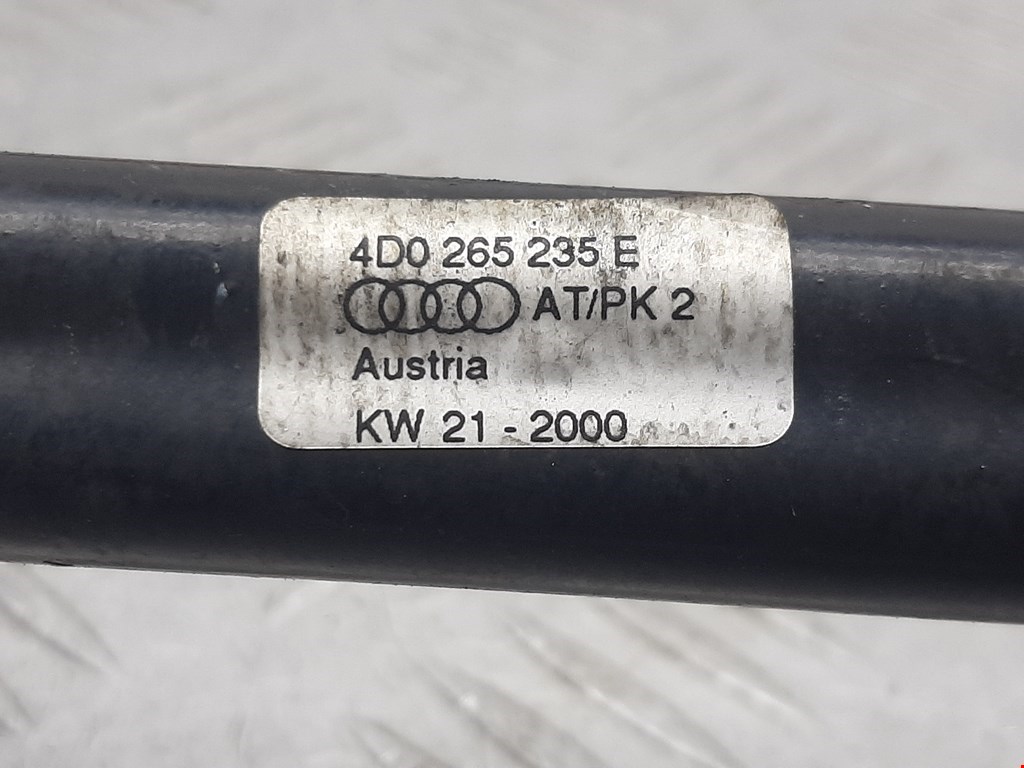 4D0 265 235 E
AT/PK 2
Austria
KW 21 - 2000